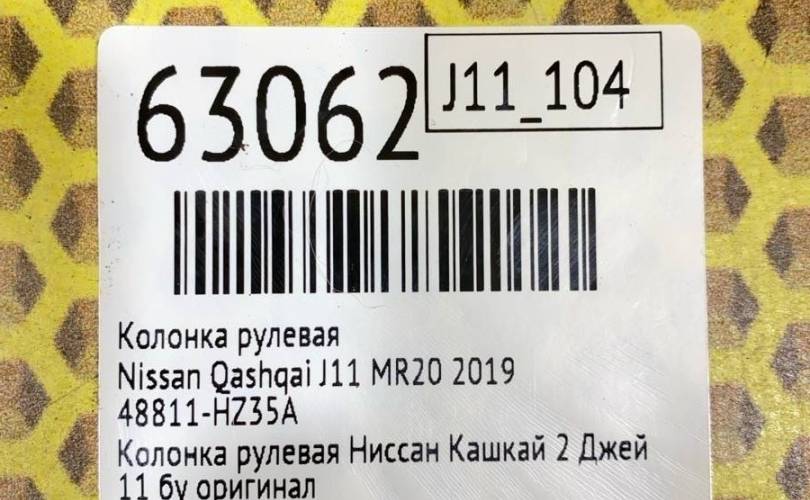 63062
J11_104
Колонка рулевая
Nissan Qashqai J11 MR20 2019
48811-HZ35A
Колонка рулевая Ниссан Кашкай 2 Джей
11 бу оригинал